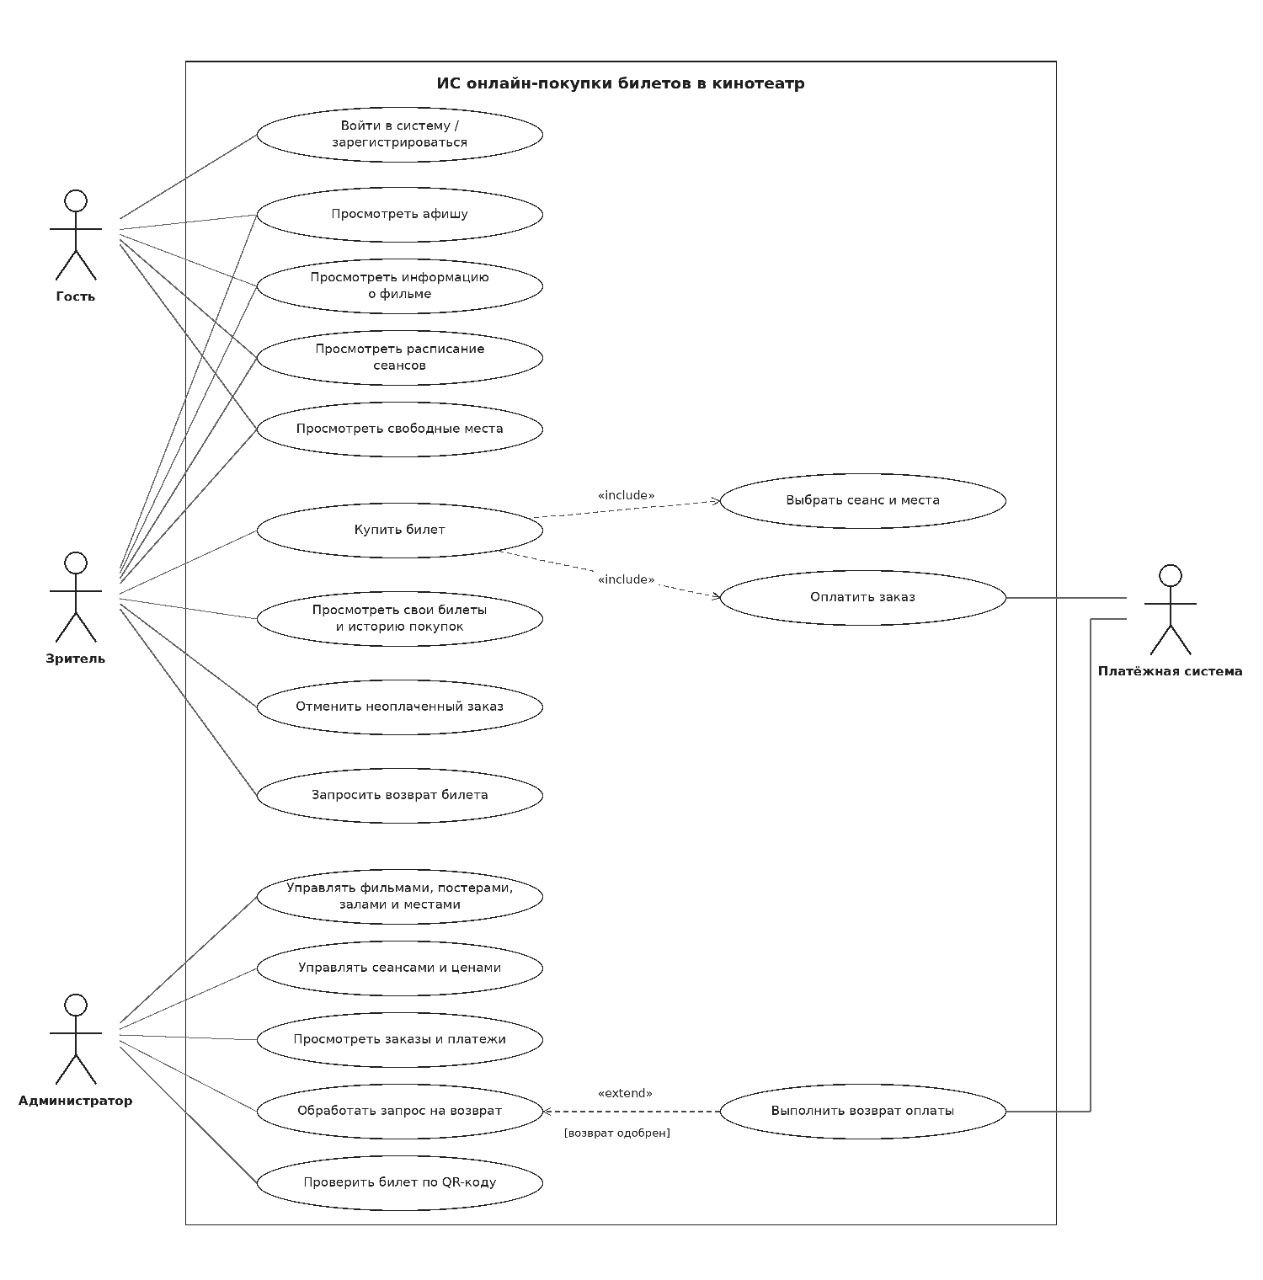 ИС онлайн-покупки билетов в кинотеатр
Войти в систему /
зарегистрироваться
Просмотреть афишу
Просмотреть информацию
о фильме
Гость
Просмотреть расписание
сеансов
Просмотреть свободные места
«include»
Выбрать сеанс и места
Купить билет
«include»
Оплатить заказ
Просмотреть свои билеты
и историю покупок
Зритель
Платёжная система
Отменить неоплаченный заказ
Запросить возврат билета
Управлять фильмами, постерами,
залами и местами
Управлять сеансами и ценами
Просмотреть заказы и платежи
Администратор
«extend»
Обработать запрос на возврат
Выполнить возврат оплаты
[возврат одобрен]
Проверить билет по QR-коду